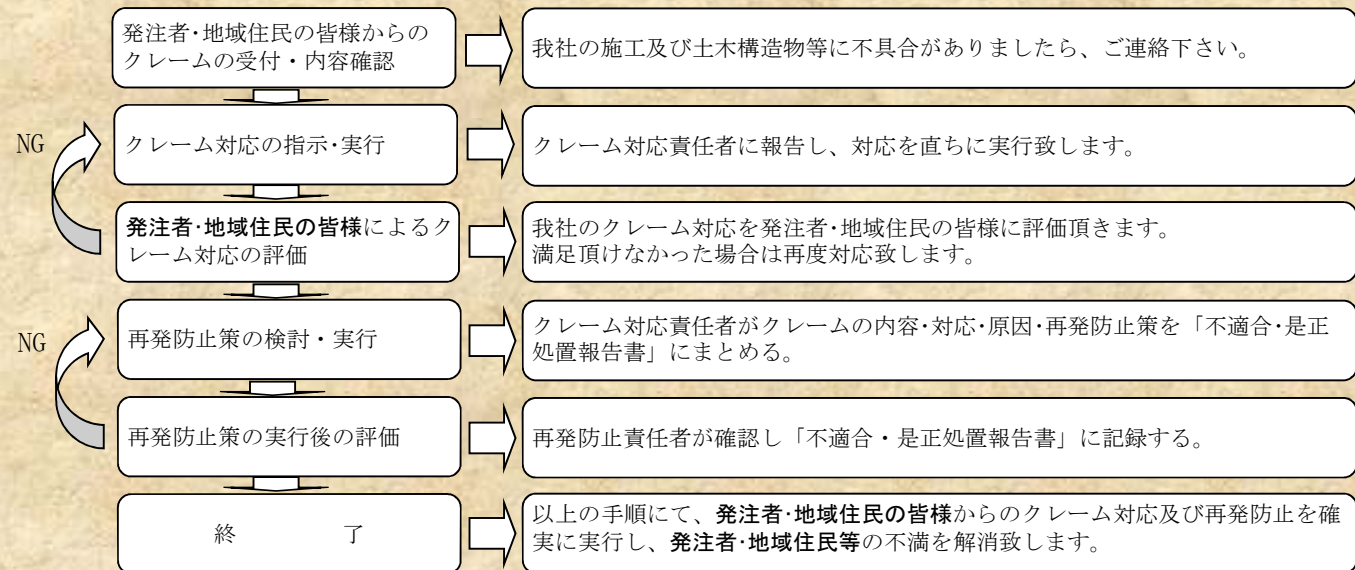 発注者･地域住民の皆様からの
クレームの受付・内容確認
我社の施工及び土木構造物等に不具合がありましたら、ご連絡下さい。
NG
クレーム対応の指示･実行
クレーム対応責任者に報告し、対応を直ちに実行致します。
発注者･地域住民の皆様によるク
レーム対応の評価
我社のクレーム対応を発注者･地域住民の皆様に評価頂きます。
満足頂けなかった場合は再度対応致します。
NG
再発防止策の検討・実行
クレーム対応責任者がクレームの内容･対応･原因･再発防止策を「不適合･是正
処置報告書」にまとめる。
再発防止策の実行後の評価
再発防止責任者が確認し「不適合・是正処置報告書」に記録する。
終　　　　了
以上の手順にて、発注者･地域住民の皆様からのクレーム対応及び再発防止を確
実に実行し、発注者･地域住民等の不満を解消致します。